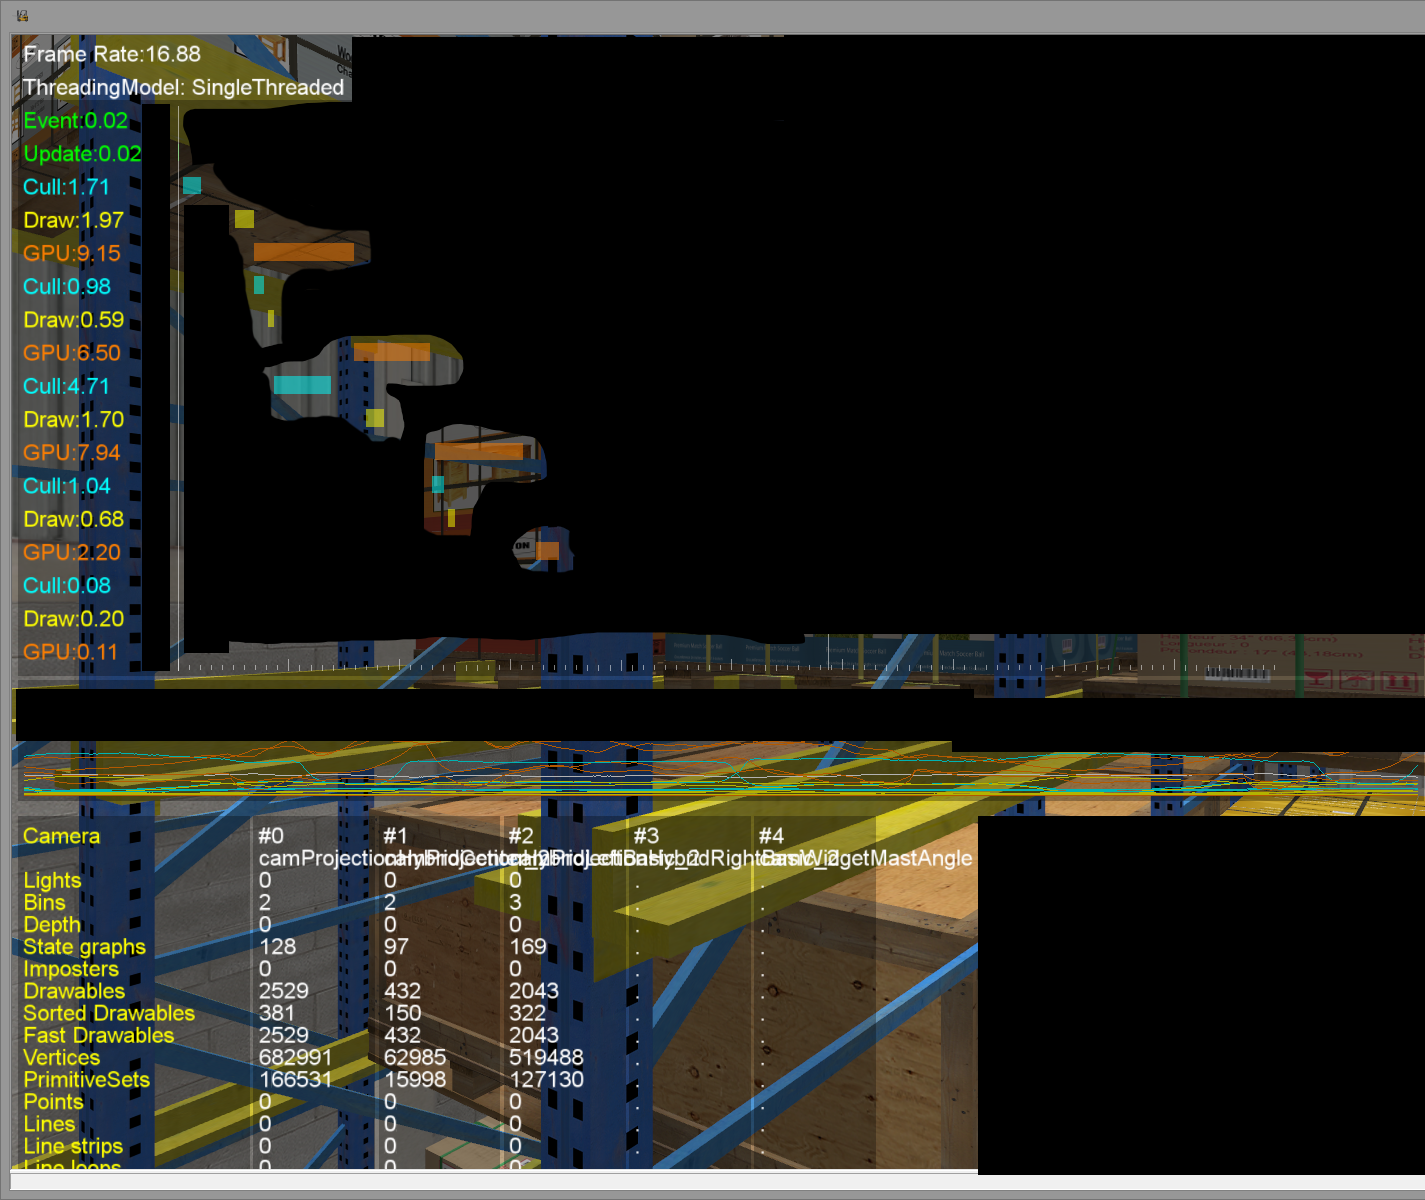 Frame Rate:16.88
ThreadingModel: SingleThreaded
Event:0.02
Update:0.02
Cull:1.71
Draw:1.97
GPU:9.15
Cull:0.98
Draw:0.59
GPU:6.50
Cull:4.71
Draw:1.70
GPU:7.94
Cull:1.04
Draw:0.68
GPU:2.20
Cull:0.08
Draw:0.20
GPU:0.11
Camera #0 #1 #2 #3 #4
Lights 0 0 0 . .
Bins 2 2 3 . .
Depth 0 0 0 . .
State graphs 128 97 169 . .
Imposters 0 0 0 . .
Drawables 2529 432 2043 . .
Sorted Drawables 381 150 322 . .
Fast Drawables 2529 432 2043 . .
Vertices 682991 62985 519488 . .
PrimitiveSets 166531 15998 127130 . .
Points 0 0 0 . .
Lines 0 0 0 . .
Line strips 0 0 0 . .
Line loops 0 0 0